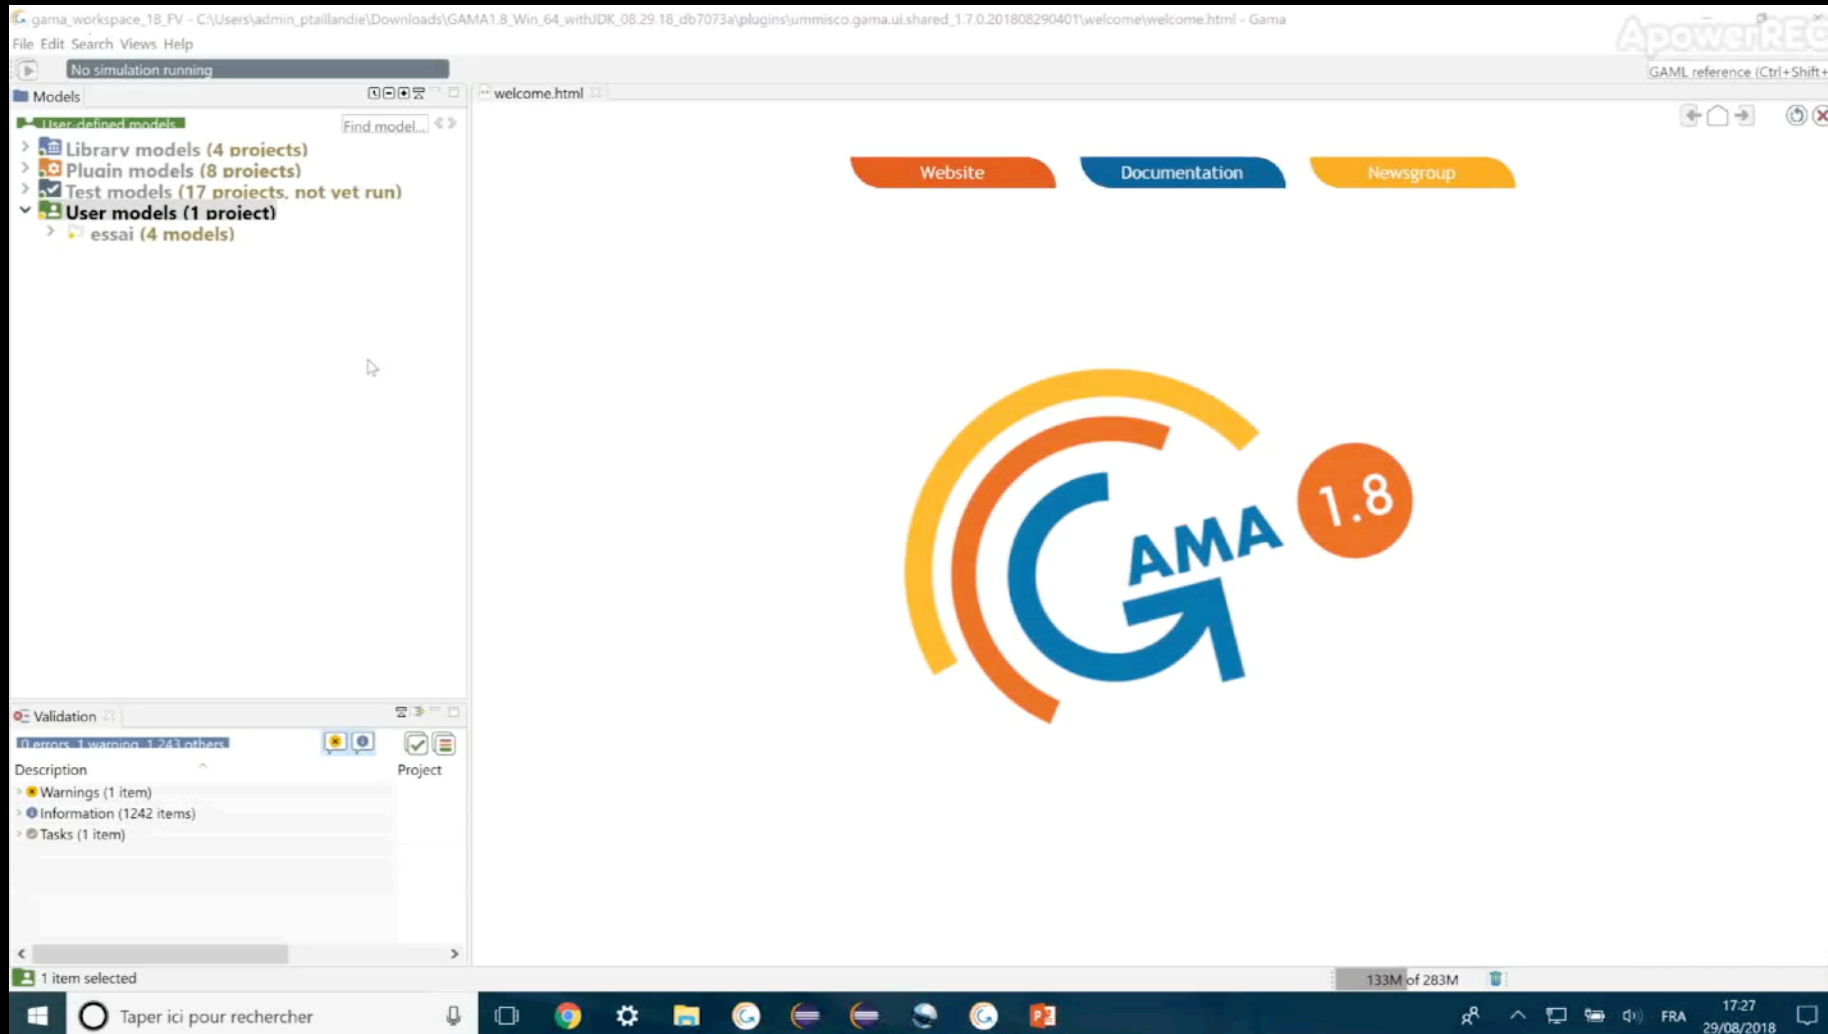 gama_workspace_18_FV - C:\Users\admin_ptaillandie\Downloads\GAMA1.8_Win_64_withJDK_08.29.18_db7073a\plugins\ummisco.gama.ui.shared_1.7.0.201808290401\welcome\welcome.html - Gama
ApowerREC
File Edit Search Views Help
No simulation running
GAML reference (Ctrl+Shift+
Models
welcome.html
User-defined models
Find model...
Library models (4 projects)
Plugin models (8 projects)
Test models (17 projects, not yet run)
User models (1 project)
essai (4 models)
Website
Documentation
Newsgroup
GAMA
1.8
Validation
0 errors, 1 warning, 1 243 others
Description
Project
Warnings (1 item)
Information (1242 items)
Tasks (1 item)
1 item selected
133M of 283M
Taper ici pour rechercher
FRA
17:27
29/08/2018